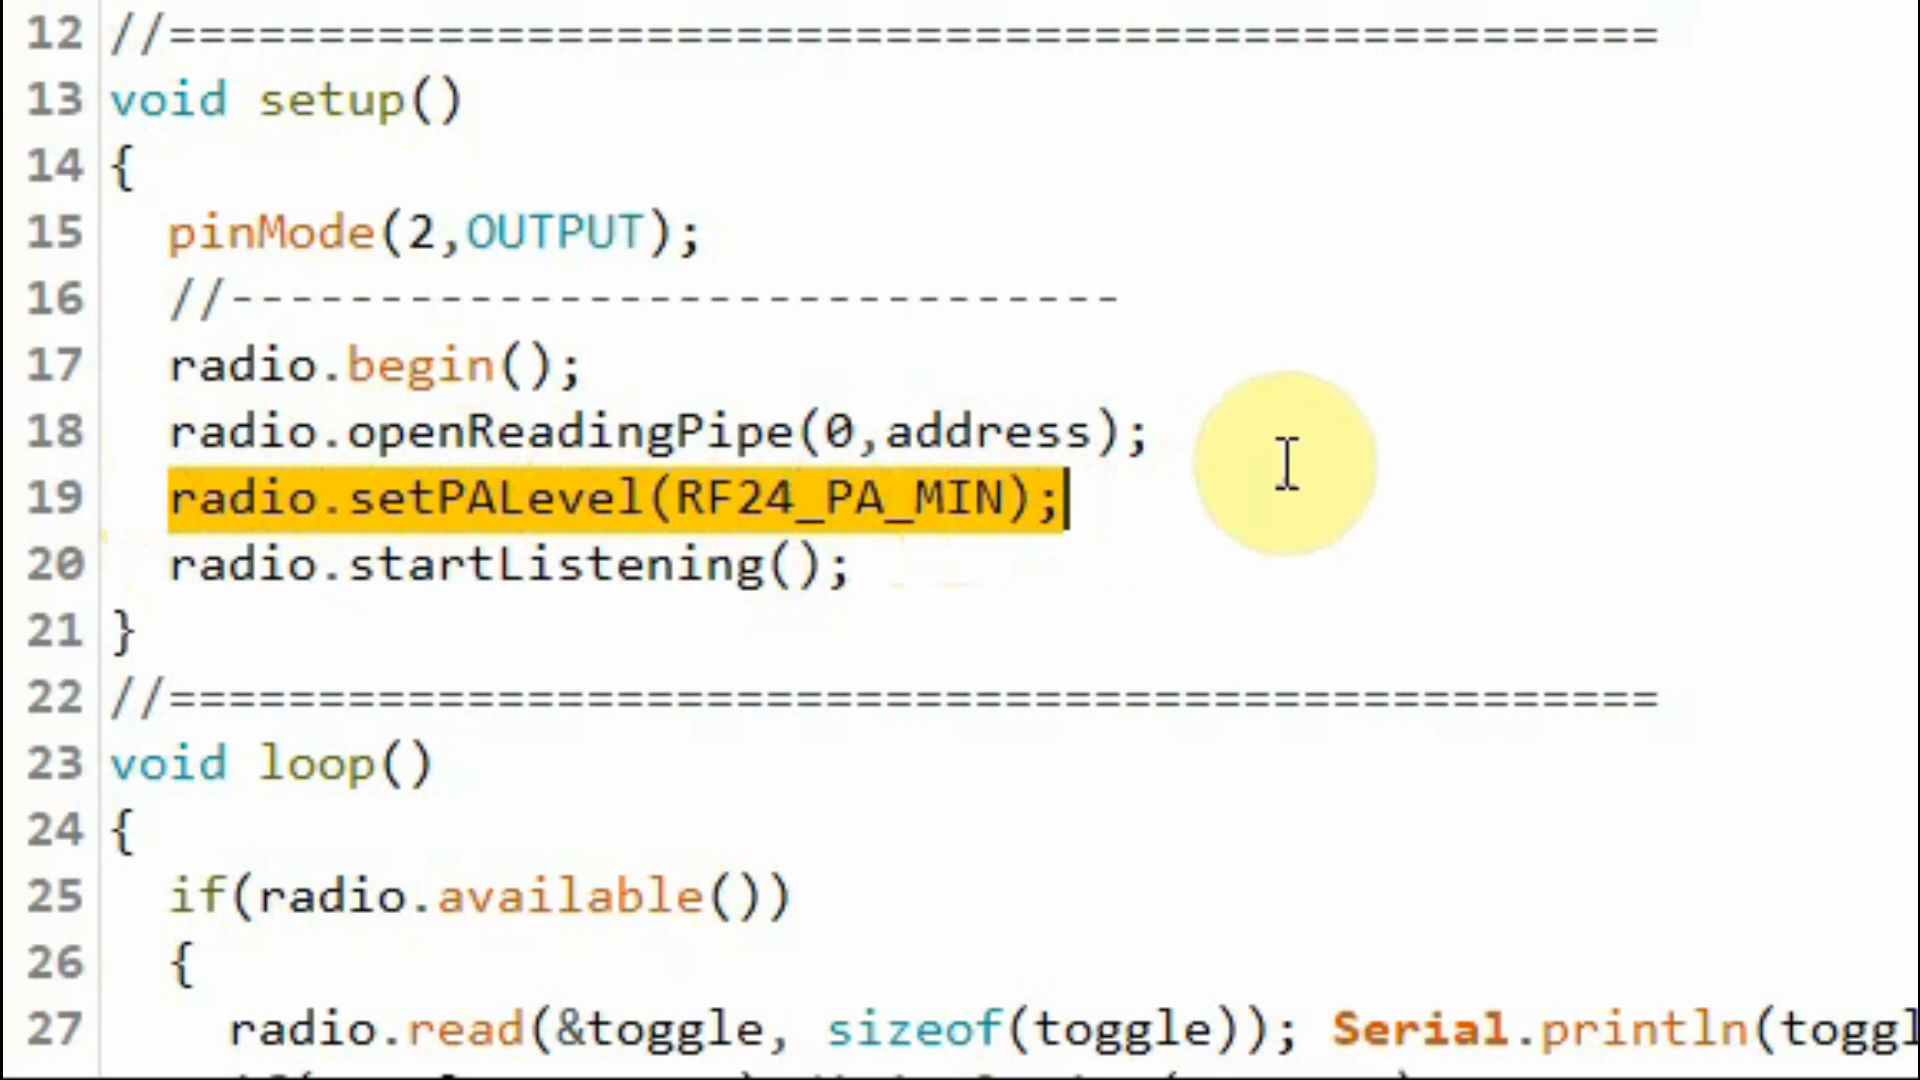 12 //==================================================
13 void setup()
14 {
15 pinMode(2,OUTPUT);
16 //------------------------------
17 radio.begin();
18 radio.openReadingPipe(0,address);
19 radio.setPALevel(RF24_PA_MIN);
20 radio.startListening();
21 }
22 //==================================================
23 void loop()
24 {
25 if(radio.available())
26 {
27 radio.read(&toggle, sizeof(toggle)); Serial.println(toggl